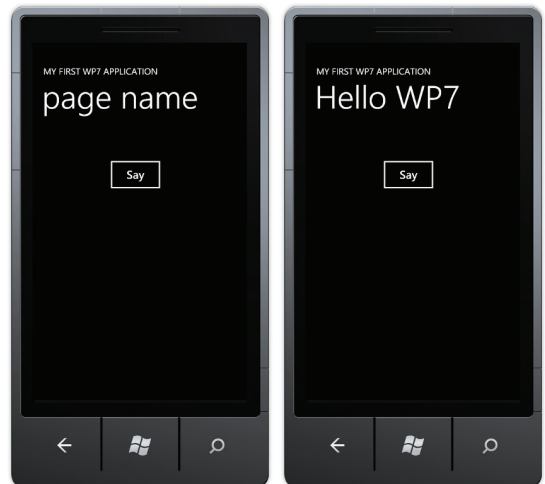 MY FIRST WP7 APPLICATION
page name
Say
MY FIRST WP7 APPLICATION
Hello WP7
Say